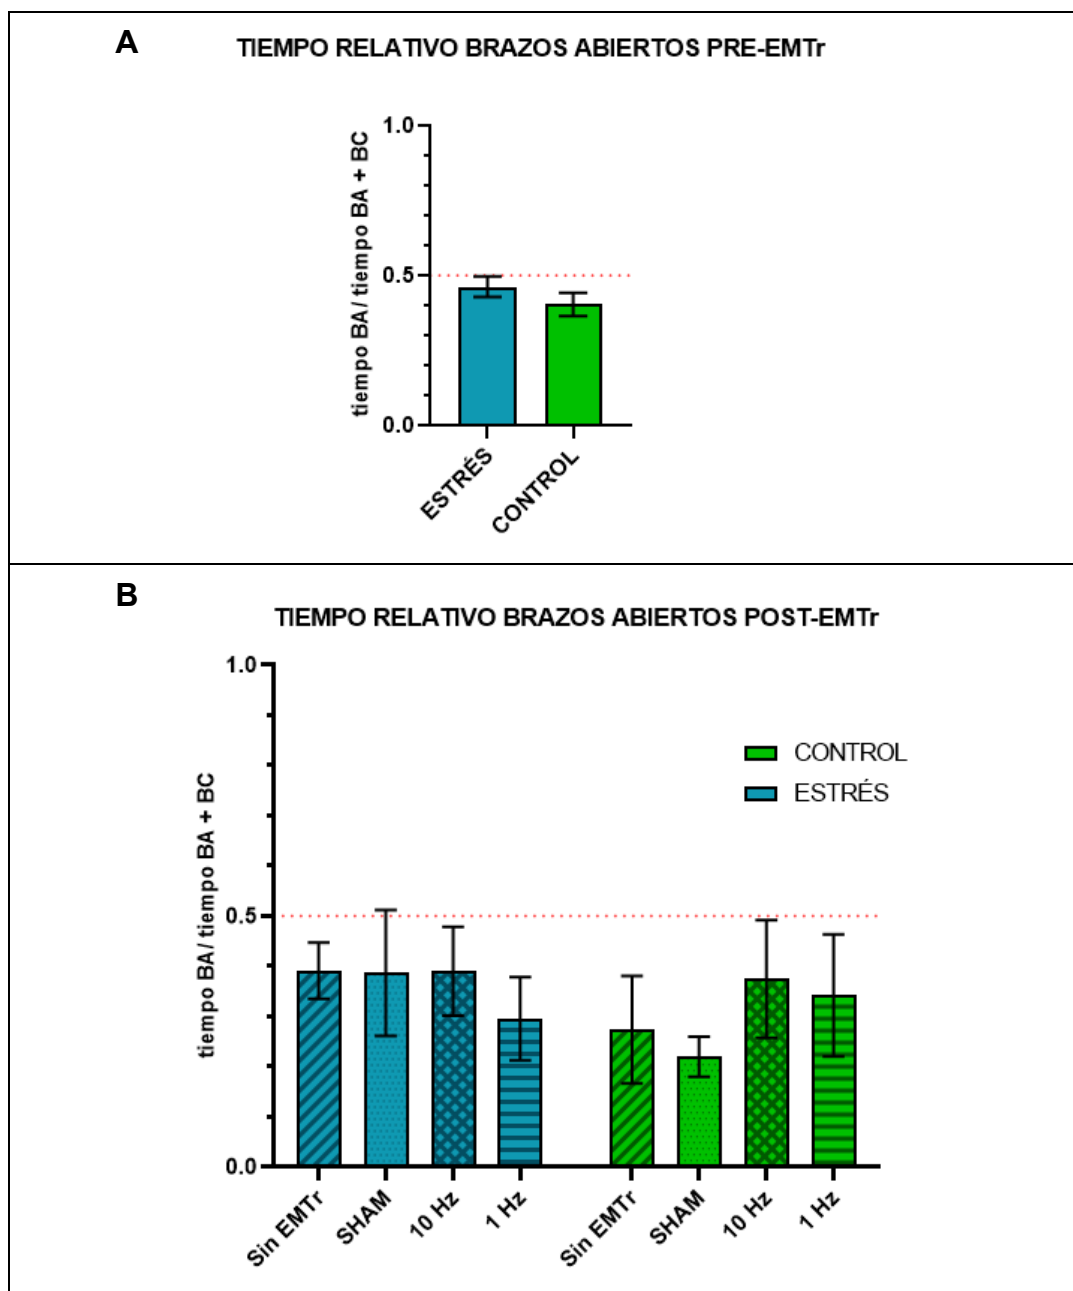 A
TIEMPO RELATIVO BRAZOS ABIERTOS PRE-EMTr
tiempo BA/ tiempo BA + BC
1.0
0.5
0.0
ESTRÉS
CONTROL
B
TIEMPO RELATIVO BRAZOS ABIERTOS POST-EMTr
tiempo BA/ tiempo BA + BC
1.0
0.5
0.0
CONTROL
ESTRÉS
Sin EMTr
SHAM
10 Hz
1 Hz
Sin EMTr
SHAM
10 Hz
1 Hz